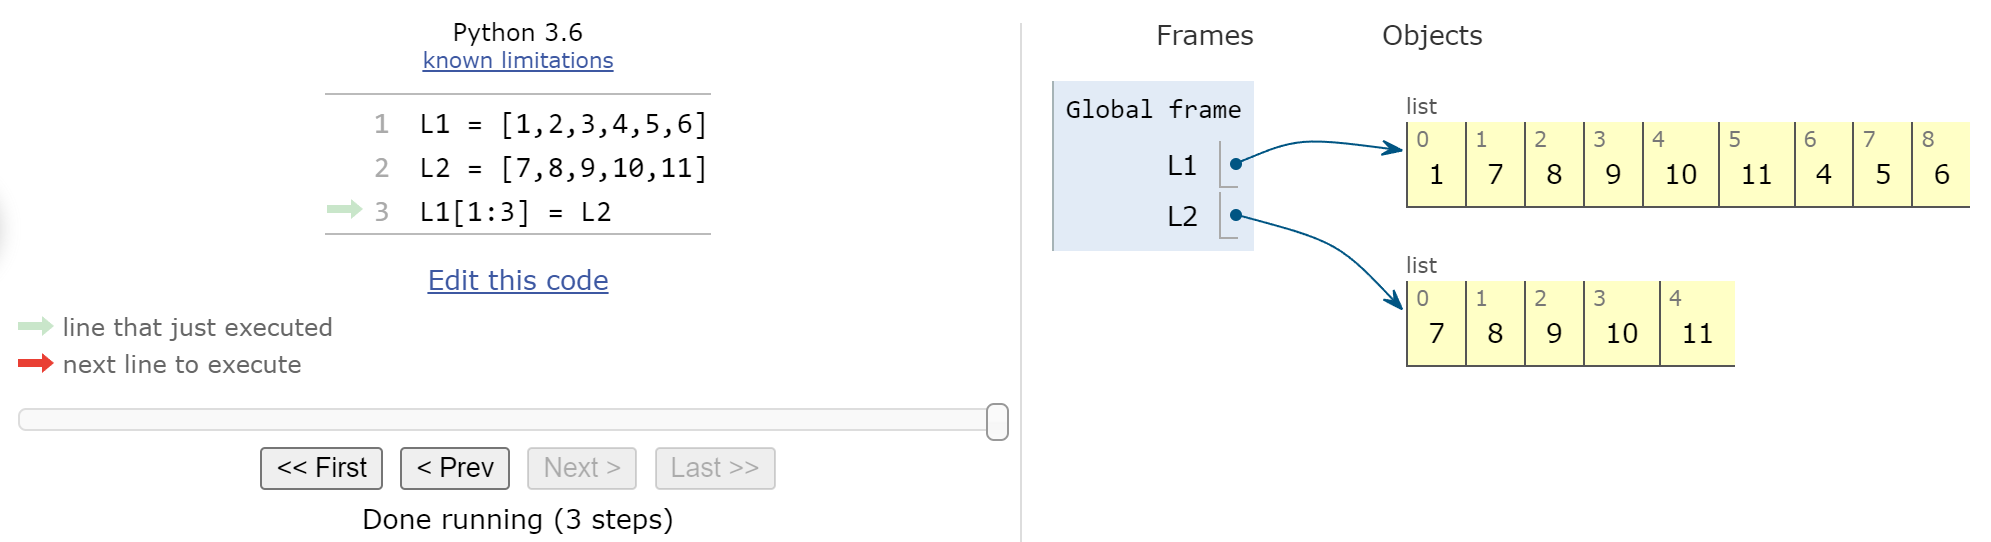 Python 3.6
known limitations
1 L1 = [1,2,3,4,5,6]
2 L2 = [7,8,9,10,11]
3 L1[1:3] = L2
Edit this code
line that just executed
next line to execute
<< First < Prev Next > Last >>
Done running (3 steps)
Frames Objects
Global frame
L1
L2
list
0 1 2 3 4 5 6 7 8
1 7 8 9 10 11 4 5 6
list
0 1 2 3 4
7 8 9 10 11